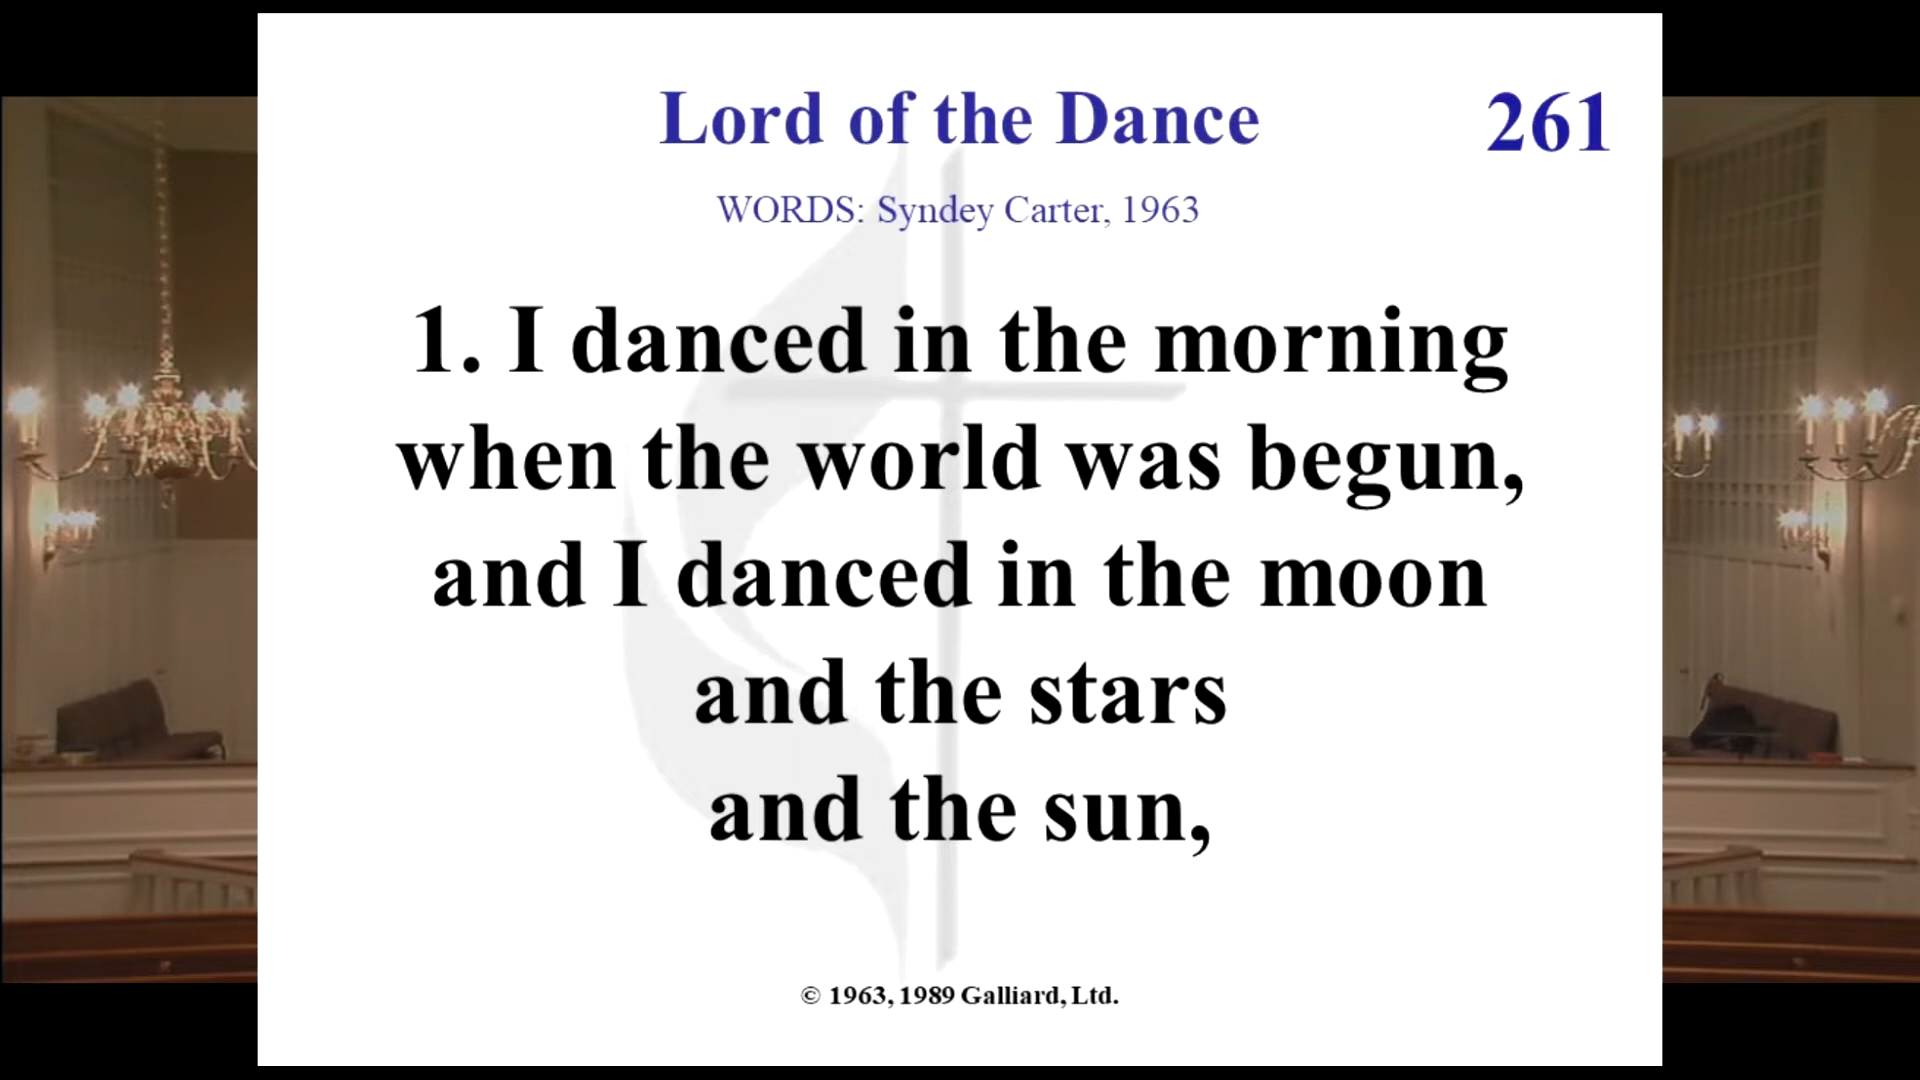 Lord of the Dance
261
WORDS: Syndey Carter, 1963
1. I danced in the morning
when the world was begun,
and I danced in the moon
and the stars
and the sun,
© 1963, 1989 Galliard, Ltd.